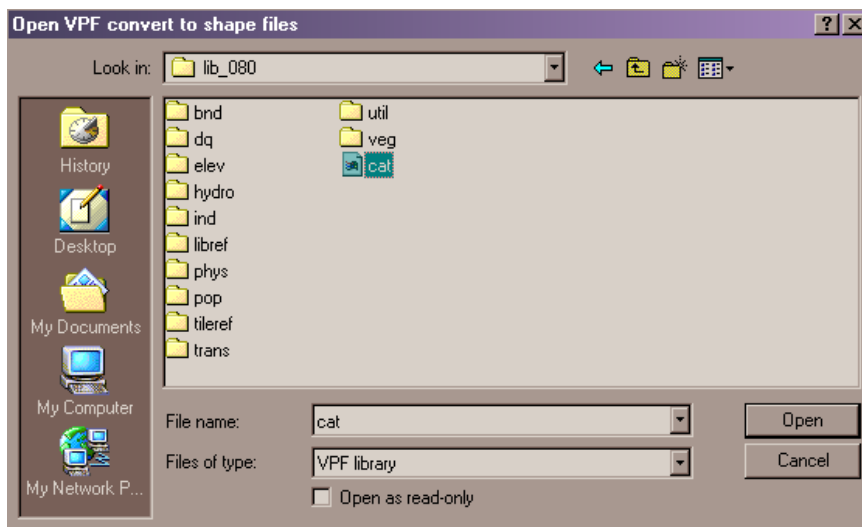 Open VPF convert to shape files
Look in: lib_080
History
Desktop
My Documents
My Computer
My Network P...
bnd
dq
elev
hydro
ind
libref
phys
pop
tileref
trans
util
veg
cat
File name: cat
Open
Files of type: VPF library
Cancel
Open as read-only